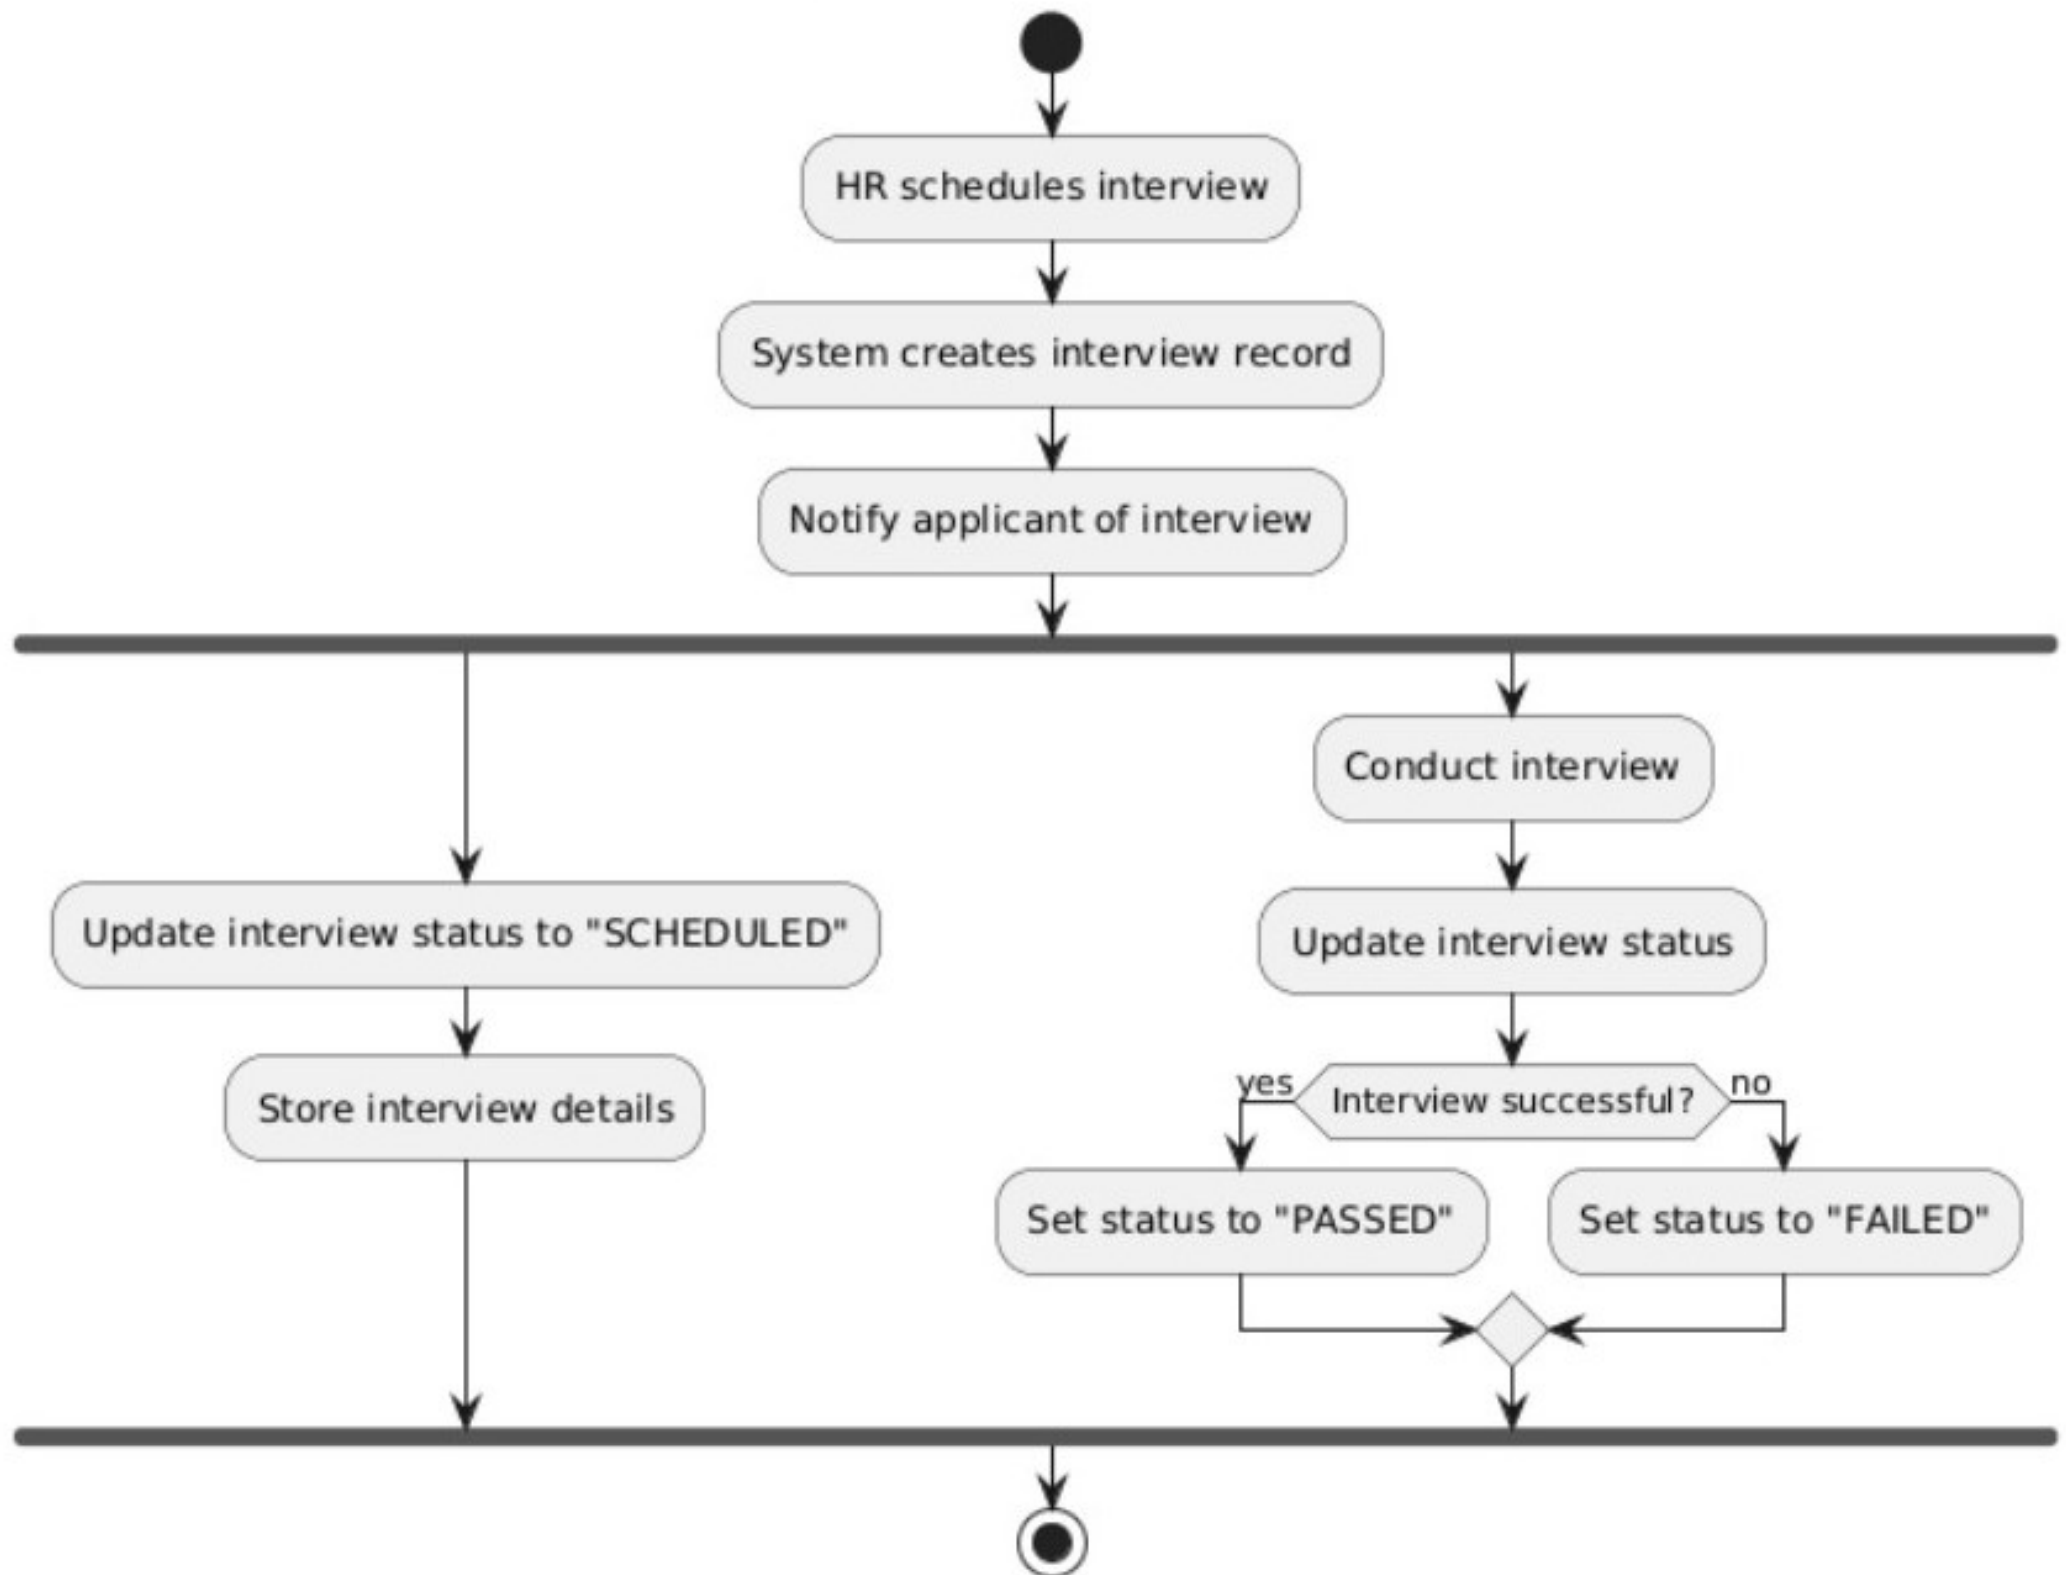 HR schedules interview
System creates interview record
Notify applicant of interview
Conduct interview
Update interview status to "SCHEDULED"
Update interview status
Store interview details
yes
Interview successful?
no
Set status to "PASSED"
Set status to "FAILED"